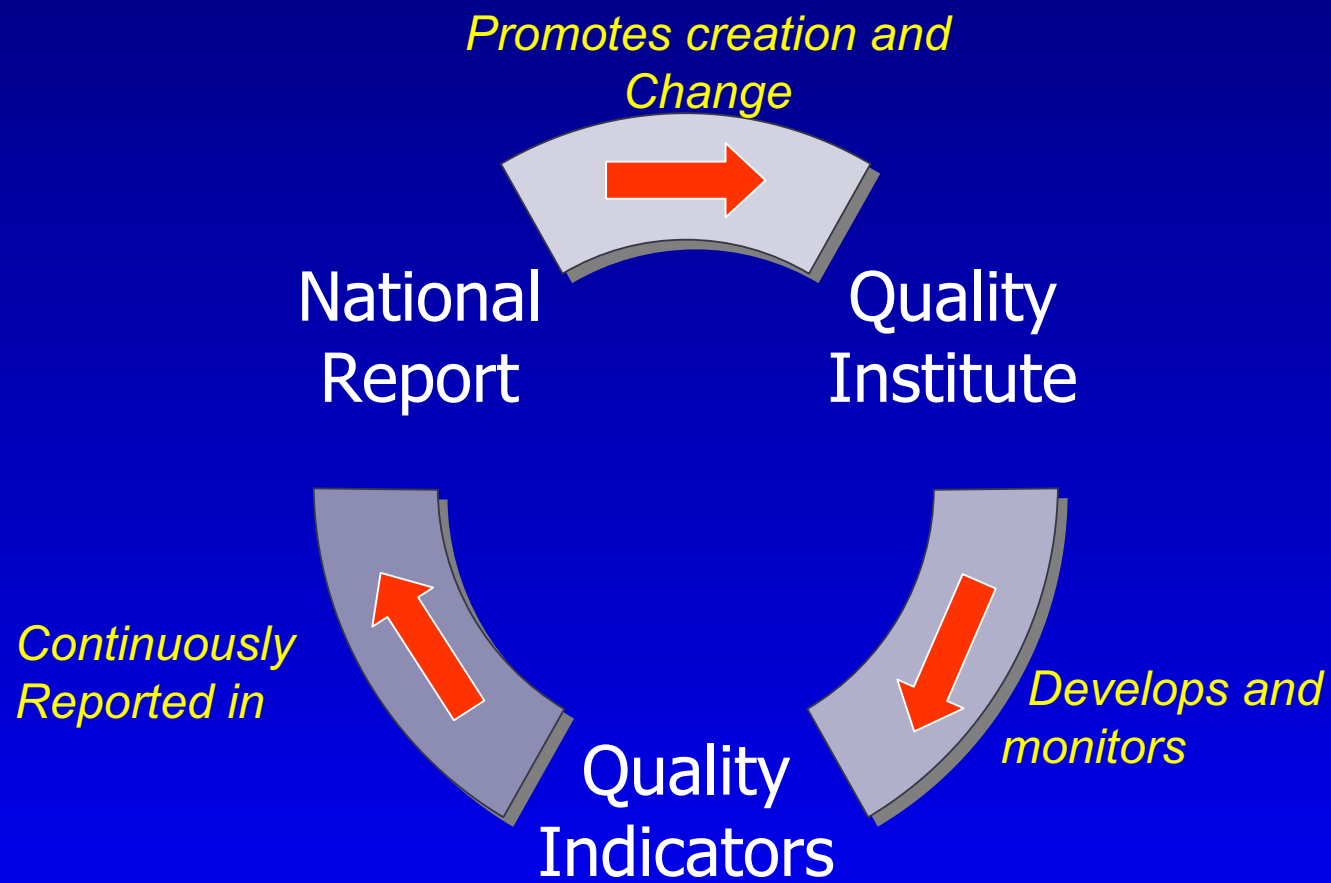 Promotes creation and
Change
National
Report
Quality
Institute
Continuously
Reported in
Develops and
monitors
Quality
Indicators